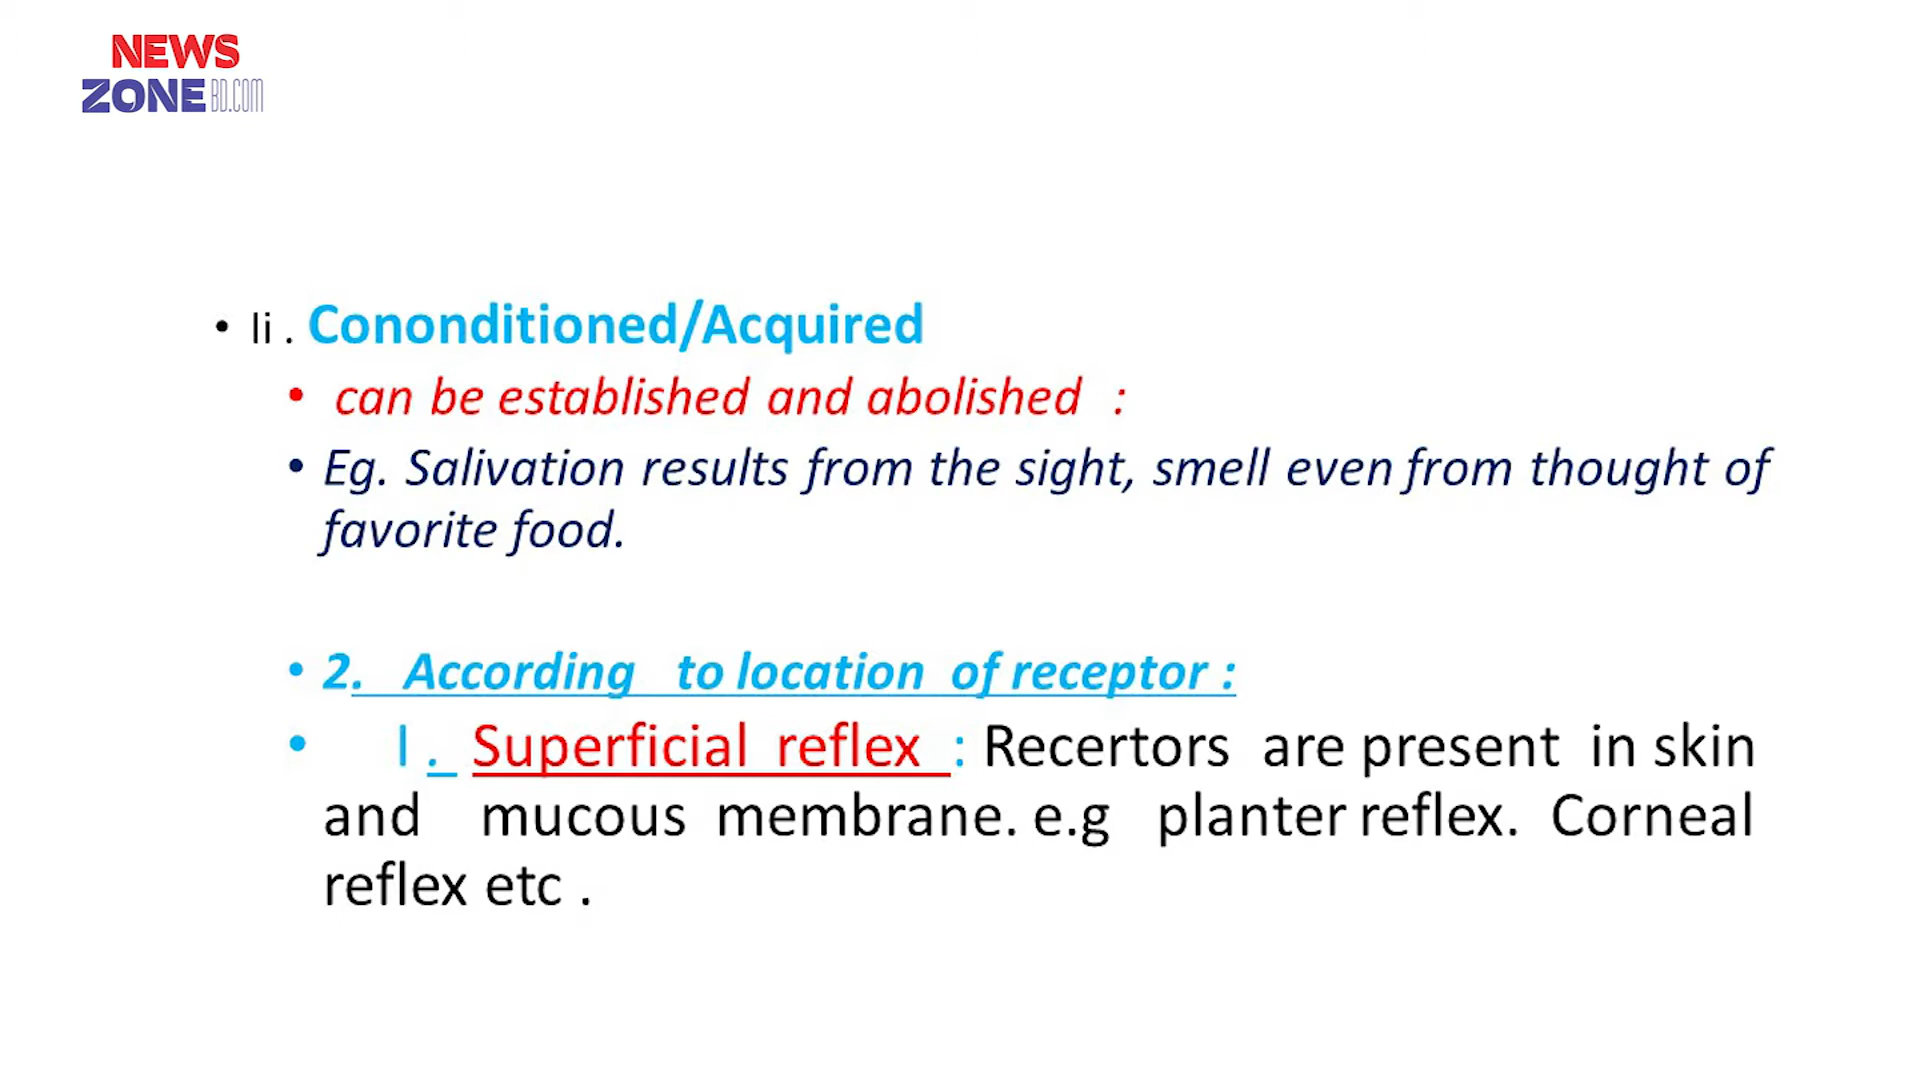 NEWS
ZONE BD.COM
• Ii . Cononditioned/Acquired
• can be established and abolished :
• Eg. Salivation results from the sight, smell even from thought of
favorite food.
• 2. According to location of receptor :
• I . Superficial reflex : Recertors are present in skin
and mucous membrane. e.g planter reflex. Corneal
reflex etc .